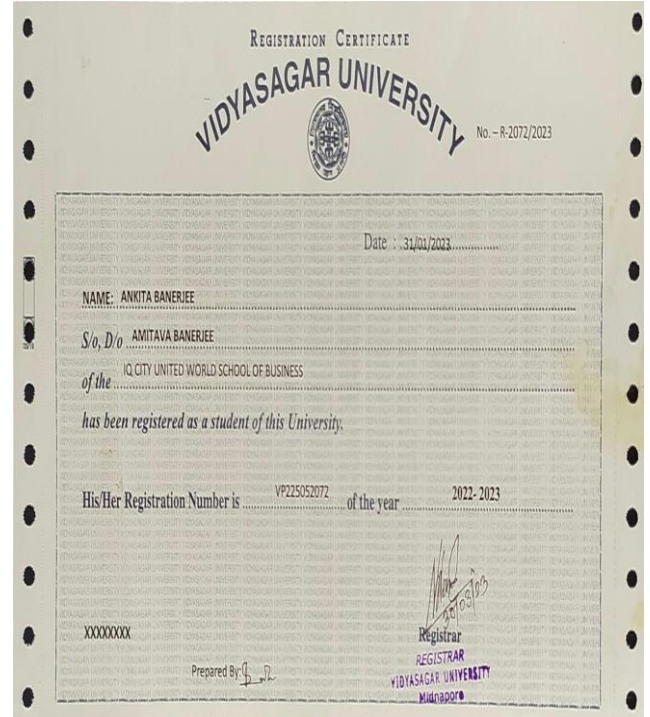 REGISTRATION CERTIFICATE
VIDYASAGAR UNIVERSITY
No. – R-2072/2023
Date : 31/01/2023
NAME: ANKITA BANERJEE
S/o, D/o AMITAVA BANERJEE
of the IQ CITY UNITED WORLD SCHOOL OF BUSINESS
has been registered as a student of this University.
His/Her Registration Number is VP225052072 of the year 2022- 2023
XXXXXXXX
Registrar
REGISTRAR
Prepared By:
VIDYASAGAR UNIVERSITY
Midnapore